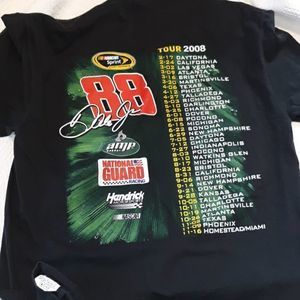 NASCAR
Sprint
TOUR 2008
2-17 DAYTONA
2-24 CALIFORNIA
3-02 LAS VEGAS
3-09 ATLANTA
3-16 BRISTOL
3-30 MARTINSVILLE
4-06 TEXAS
4-12 PHOENIX
4-27 TALLADEGA
5-03 RICHMOND
5-10 DARLINGTON
5-25 CHARLOTTE
6-01 DOVER
6-08 POCONO
6-15 MICHIGAN
6-22 SONOMA
6-29 NEW HAMPSHIRE
7-05 DAYTONA
7-12 CHICAGO
7-27 INDIANAPOLIS
8-03 POCONO
8-10 WATKINS GLEN
8-17 MICHIGAN
8-23 BRISTOL
8-31 CALIFORNIA
9-06 RICHMOND
9-14 NEW HAMPSHIRE
9-21 DOVER
9-28 KANSAS
10-05 TALLADEGA
10-11 CHARLOTTE
10-19 MARTINSVILLE
10-26 ATLANTA
11-02 TEXAS
11-09 PHOENIX
11-16 HOMESTEAD/MIAMI
88
amp
NATIONAL
GUARD
RACING
Hendrick
NASCAR